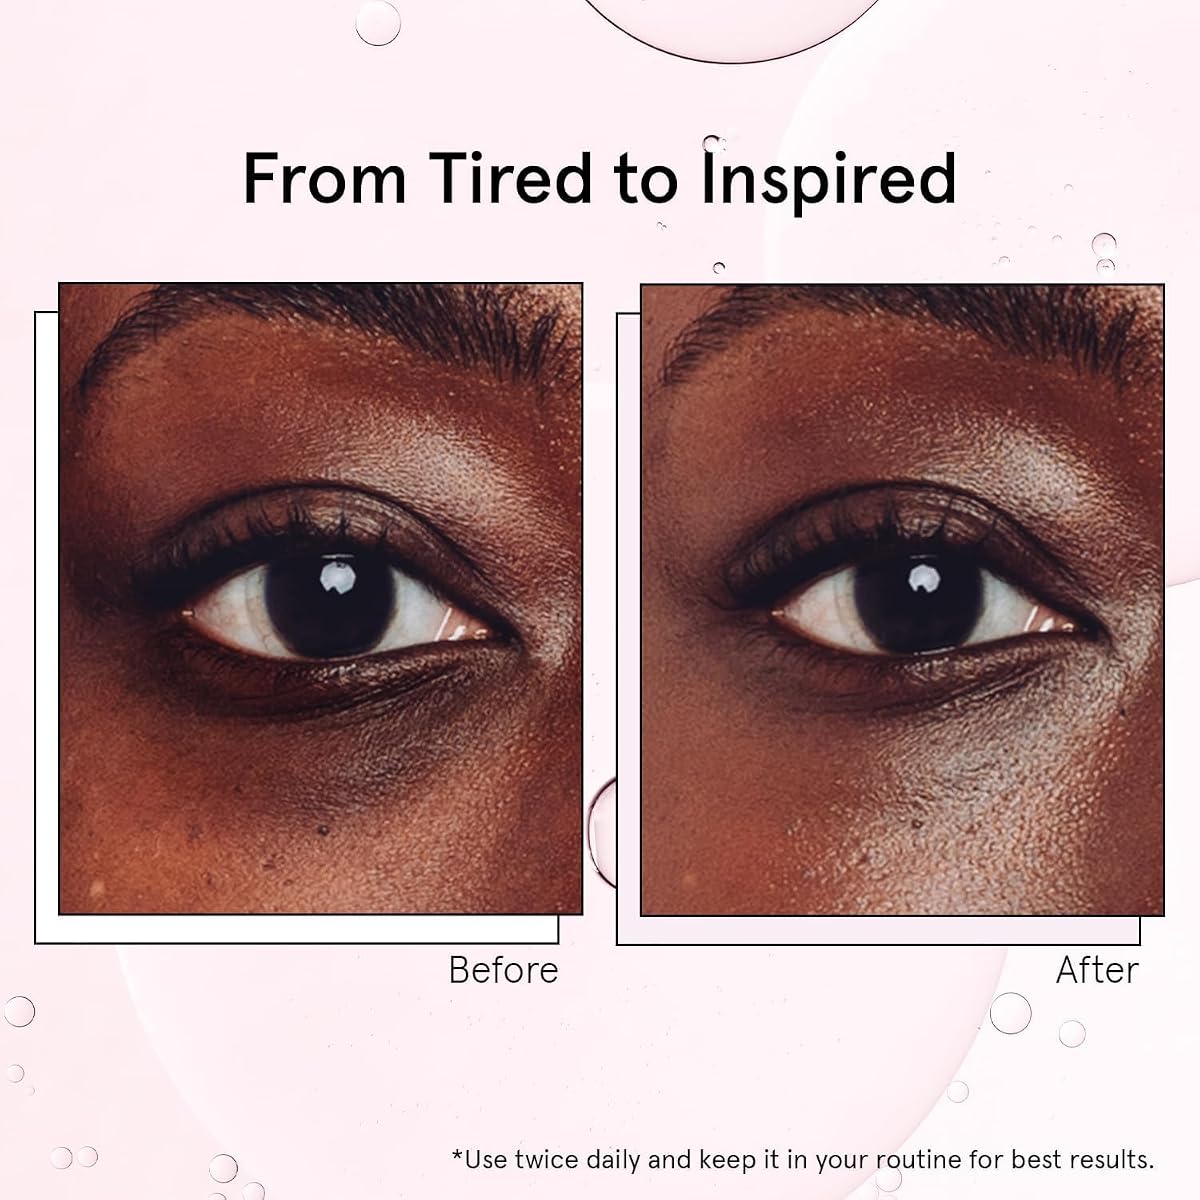 From Tired to Inspired
Before
After
*Use twice daily and keep it in your routine for best results.